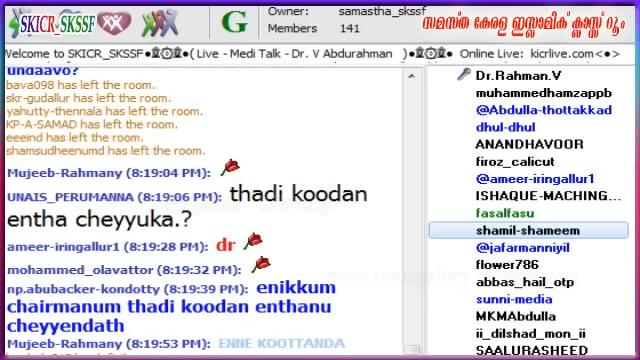 SKICR_SKSSF
G
Owner: samastha_skssf
Members 141
സമസ്ത കേരള ഇസ്ലാമിക് ക്ലാസ്സ് റൂം
Welcome to SKICR_SKSSF●۩۞۩●( Live - Medi Talk - Dr. V Abdurahman ) ●۩۞۩● Online Live: kicrlive.com <●
undaavo?
bava098 has left the room.
skr-gudallur has left the room.
yahutty-thennala has left the room.
KP-A-SAMAD has left the room.
eeeind has left the room.
shamsudheenumd has left the room.
Mujeeb-Rahmany (8:19:04 PM):
UNAIS_PERUMANNA (8:19:06 PM): thadi koodan
entha cheyyuka.?
ameer-iringallur1 (8:19:28 PM): dr
mohammed_olavattor (8:19:32 PM):
np.abubacker-kondotty (8:19:39 PM): enikkum
chairmanum thadi koodan enthanu
cheyyendath
Mujeeb-Rahmany (8:19:53 PM): ENNE KOOTTANDA
Dr.Rahman.V
muhammedhamzappb
@Abdulla-thottakkad
dhul-dhul
ANANDHAVOOR
firoz_calicut
@ameer-iringallur1
ISHAQUE-MACHING...
fasalfasu
shamil-shameem
@jafarmanniyil
flower786
abbas_hail_otp
sunni-media
MKMAbdulla
ii_dilshad_mon_ii
SAALURASHEED